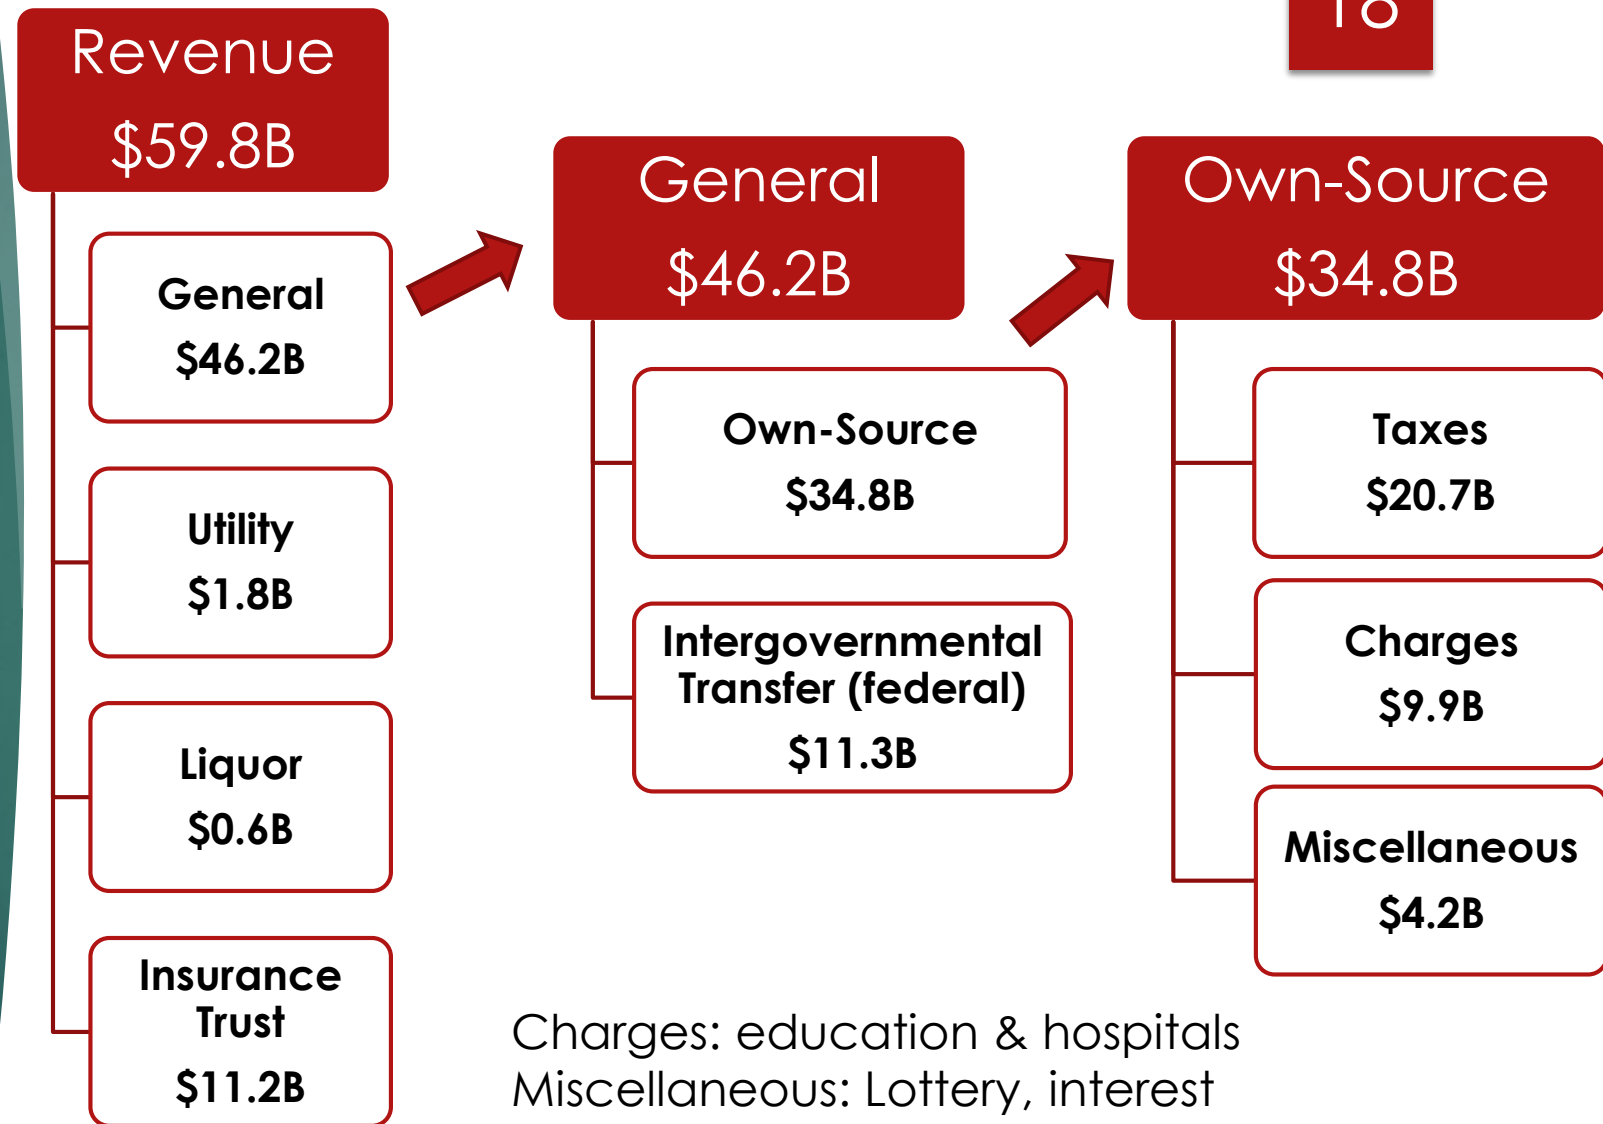 18
Revenue
$59.8B
General
$46.2B
Utility
$1.8B
Liquor
$0.6B
Insurance
Trust
$11.2B
General
$46.2B
Own-Source
$34.8B
Intergovernmental
Transfer (federal)
$11.3B
Own-Source
$34.8B
Taxes
$20.7B
Charges
$9.9B
Miscellaneous
$4.2B
Charges: education & hospitals
Miscellaneous: Lottery, interest